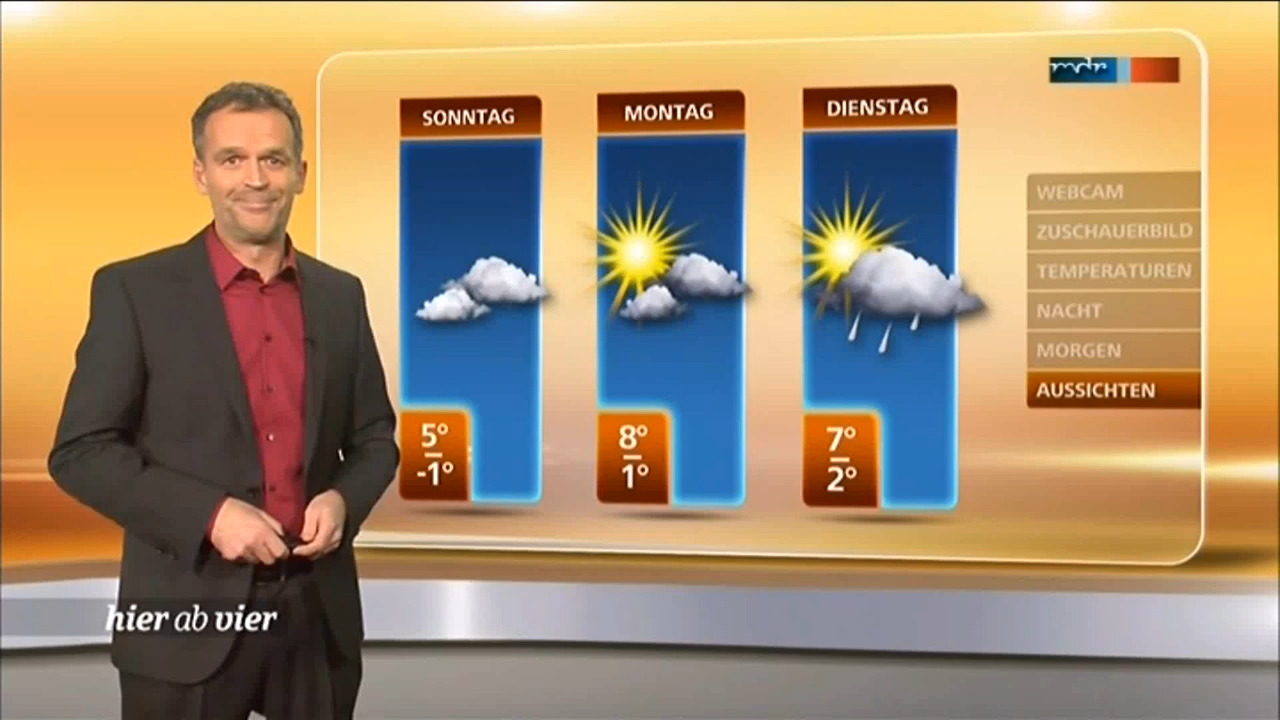 mdr
SONNTAG
MONTAG
DIENSTAG
WEBCAM
ZUSCHAUERBILD
TEMPERATUREN
NACHT
MORGEN
AUSSICHTEN
5°
-1°
8°
1°
7°
2°
hier ab vier